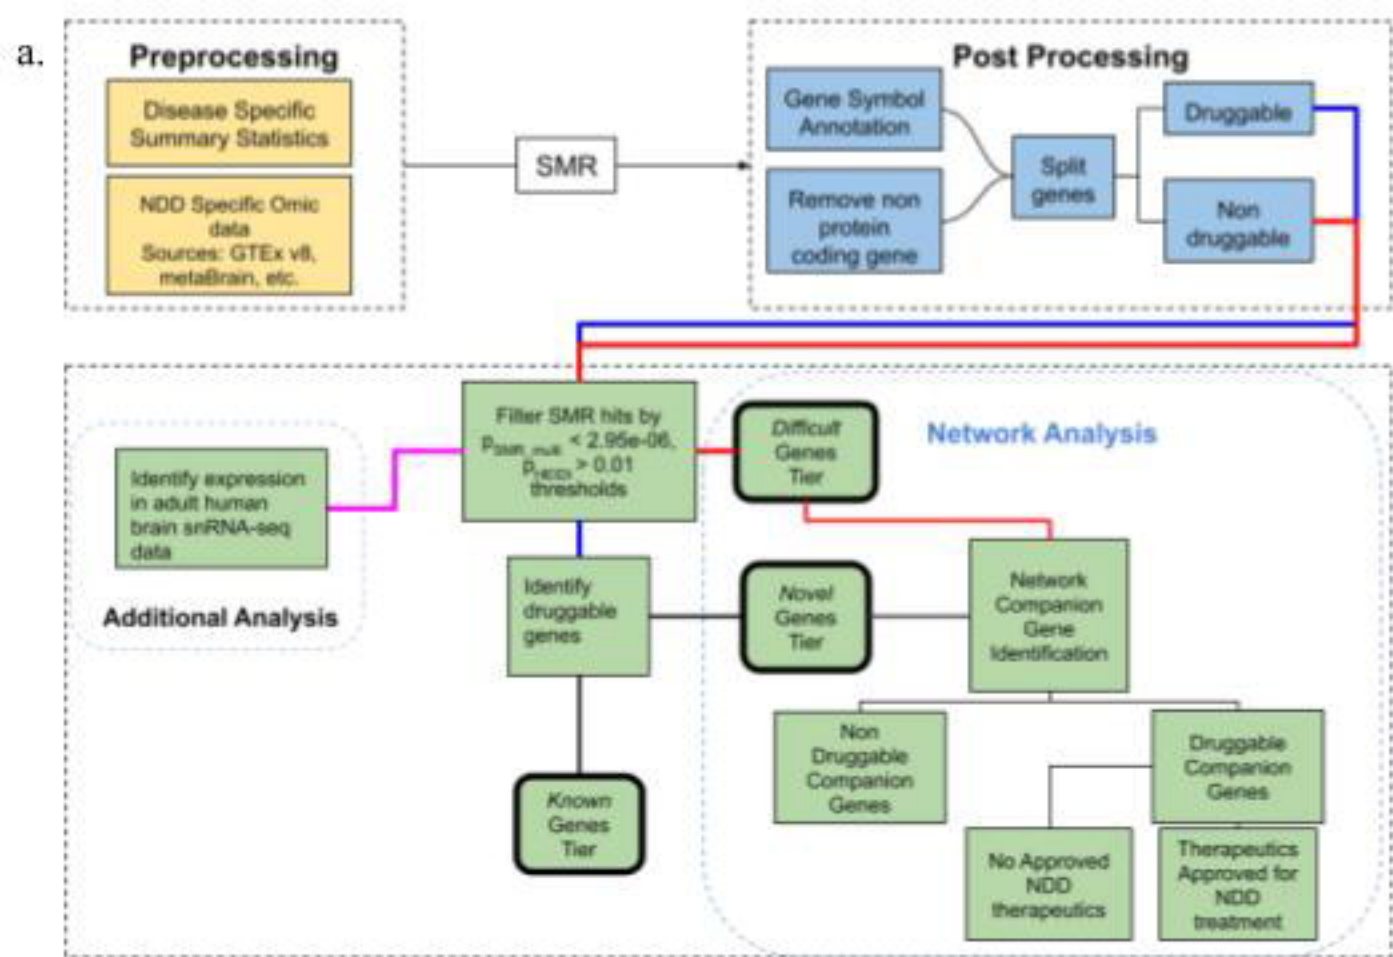 a.
Preprocessing
Disease Specific
Summary Statistics
NDD Specific Omic
data
Sources: GTEx v8,
metaBrain, etc.
SMR
Post Processing
Gene Symbol
Annotation
Remove non
protein
coding gene
Split
genes
Druggable
Non
druggable
Filter SMR hits by
pSMR_multi < 2.95e-06,
pHEIDI > 0.01
thresholds
Identify expression
in adult human
brain snRNA-seq
data
Additional Analysis
Identify
druggable
genes
Known
Genes
Tier
Network Analysis
Difficult
Genes
Tier
Novel
Genes
Tier
Network
Companion
Gene
Identification
Non
Druggable
Companion
Genes
Druggable
Companion
Genes
No Approved
NDD
therapeutics
Therapeutics
Approved for
NDD
treatment